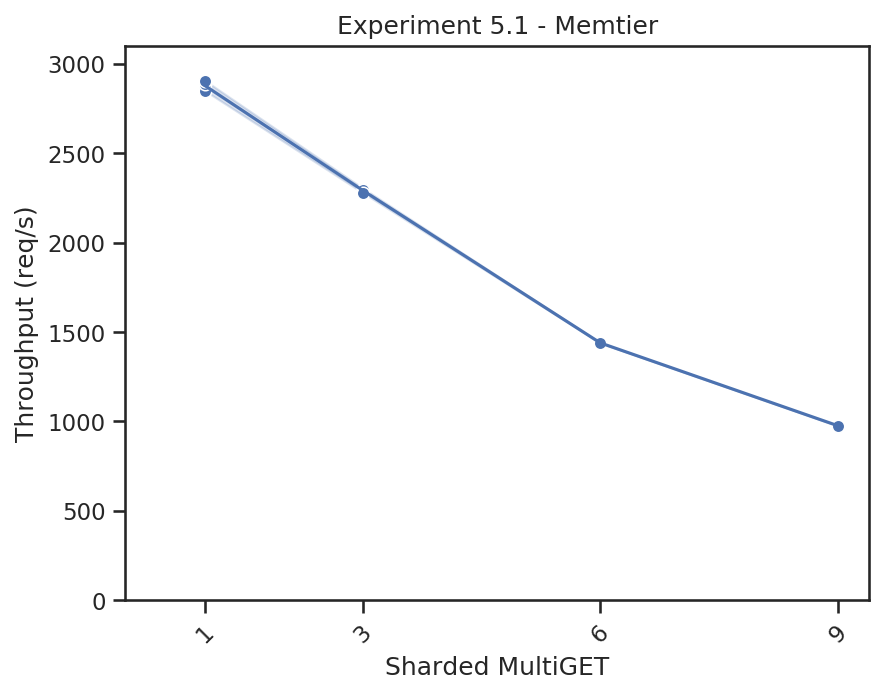 Experiment 5.1 - Memtier
Throughput (req/s)
3000
2500
2000
1500
1000
500
0
1 3 6 9
Sharded MultiGET